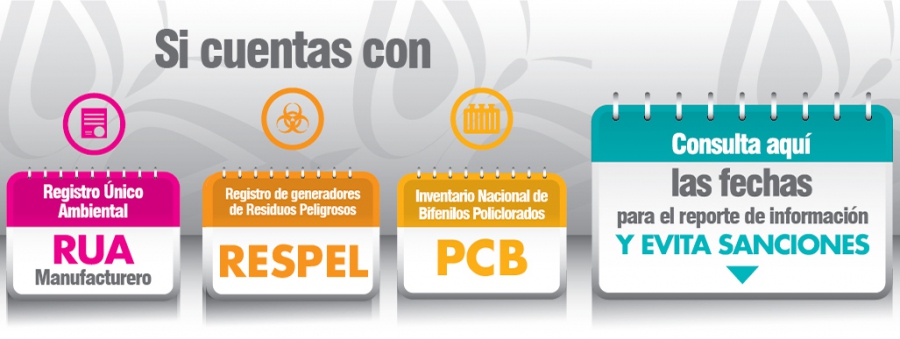 Si cuentas con
Registro Único
Ambiental
RUA
Manufacturero
Registro de generadores
de Residuos Peligrosos
RESPEL
Inventario Nacional de
Bifenilos Policlorados
PCB
Consulta aquí
las fechas
para el reporte de información
Y EVITA SANCIONES